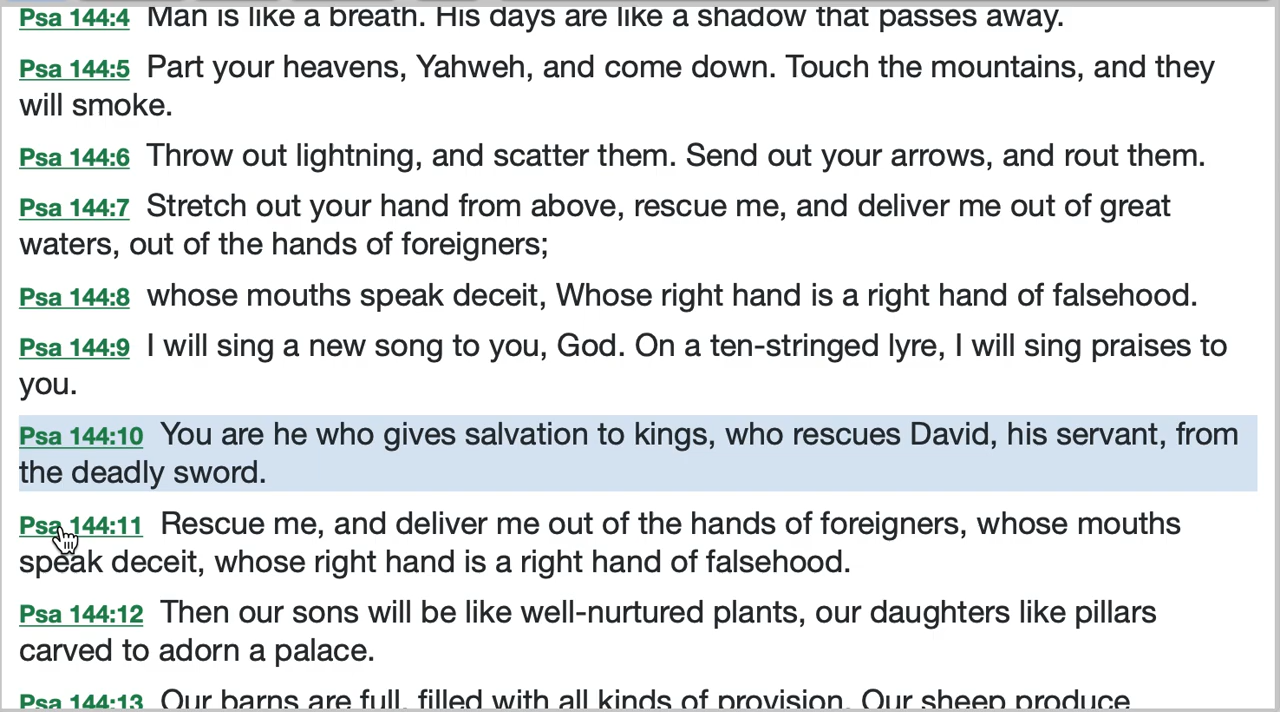 Psa 144:4 Man is like a breath. His days are like a shadow that passes away.
Psa 144:5 Part your heavens, Yahweh, and come down. Touch the mountains, and they
will smoke.
Psa 144:6 Throw out lightning, and scatter them. Send out your arrows, and rout them.
Psa 144:7 Stretch out your hand from above, rescue me, and deliver me out of great
waters, out of the hands of foreigners;
Psa 144:8 whose mouths speak deceit, Whose right hand is a right hand of falsehood.
Psa 144:9 I will sing a new song to you, God. On a ten-stringed lyre, I will sing praises to
you.
Psa 144:10 You are he who gives salvation to kings, who rescues David, his servant, from
the deadly sword.
Psa 144:11 Rescue me, and deliver me out of the hands of foreigners, whose mouths
speak deceit, whose right hand is a right hand of falsehood.
Psa 144:12 Then our sons will be like well-nurtured plants, our daughters like pillars
carved to adorn a palace.
Psa 144:13 Our barns are full, filled with all kinds of provision. Our sheep produce